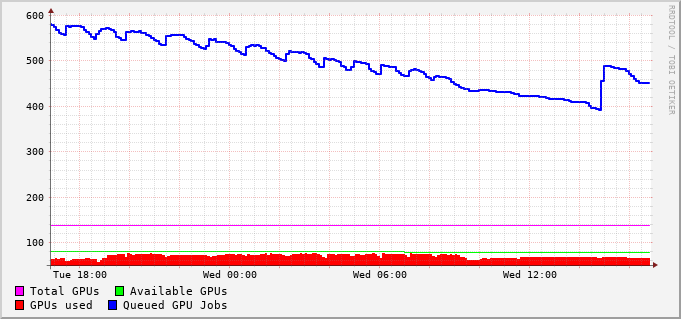 600
500
400
300
200
100
Tue 18:00 Wed 00:00 Wed 06:00 Wed 12:00
Total GPUs Available GPUs
GPUs used Queued GPU Jobs
RRDTOOL / TOBI OETIKER